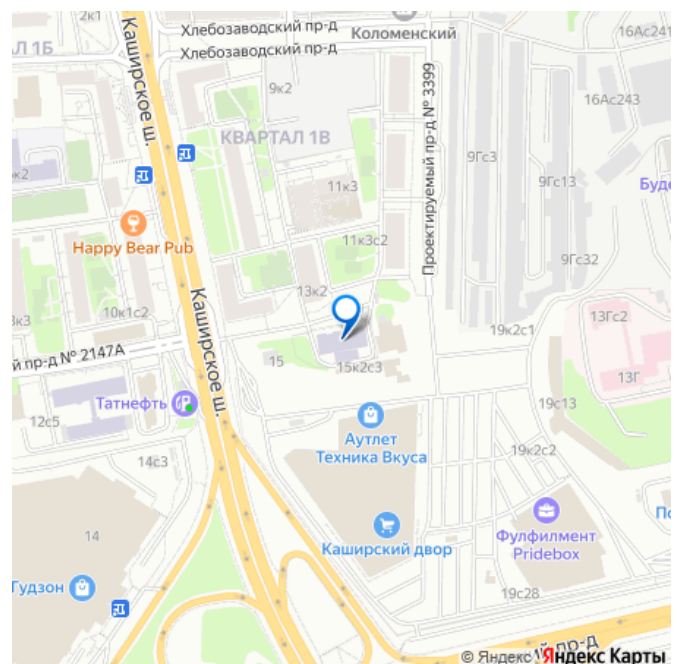 2к1
Хлебозаводский пр-д
Коломенский
16Ас241
Хлебозаводский пр-д
Л 1Б
Каширское ш.
9к2
Проектируемый пр-д № 3399
16Ас243
КВАРТАЛ 1В
9Гс3
к2
11к3
9Гс13
Буде
Happy Bear Pub
11к3с2
9Гс32
13к2
10к1с2
3к3
Каширское ш.
19к2с1
13Гс2
й пр-д № 2147А
15
15к2с3
13Г
Татнефть
19с13
12с5
Аутлет
Техника Вкуса
19к2с2
14с3
По
14
Фулфилмент
Pridebox
Каширский двор
Гудзон
19с28
ий пр-д
© Яндекс Яндекс Карты